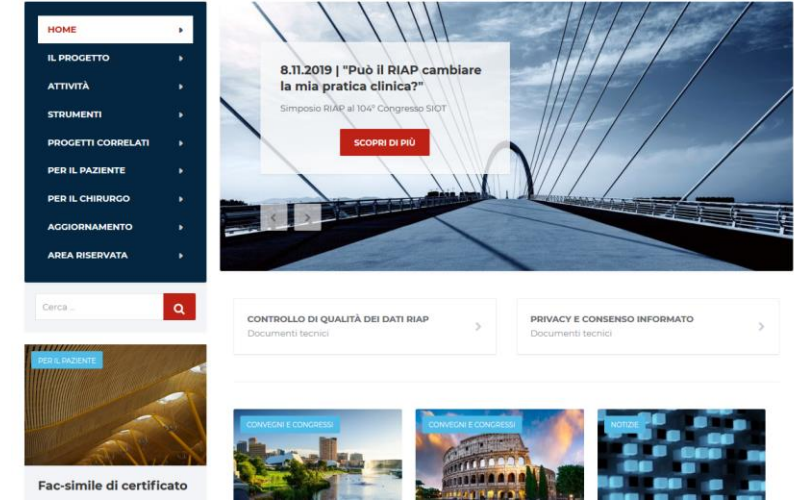 HOME
IL PROGETTO
ATTIVITÀ
STRUMENTI
PROGETTI CORRELATI
PER IL PAZIENTE
PER IL CHIRURGO
AGGIORNAMENTO
AREA RISERVATA
Cerca ..
PER IL PAZIENTE
Fac-simile di certificato
8.11.2019 | "Può il RIAP cambiare
la mia pratica clinica?"
Simposio RIAP al 104° Congresso SIOT
SCOPRI DI PIÙ
CONTROLLO DI QUALITÀ DEI DATI RIAP
Documenti tecnici
PRIVACY E CONSENSO INFORMATO
Documenti tecnici
CONVEGNI E CONGRESSI
CONVEGNI E CONGRESSI
NOTIZIE